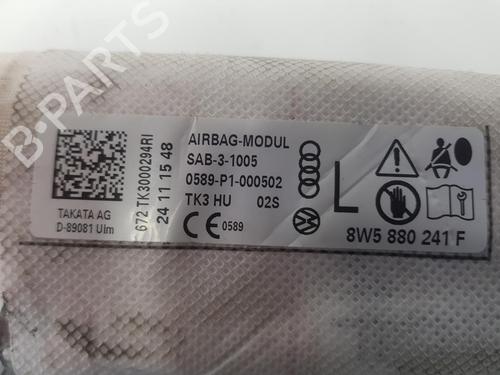 B-PARTS
672 TK3000294RI
24 11 15 48
TAKATA AG
D-89081 Ulm
AIRBAG-MODUL
SAB-3-1005
0589-P1-000502
TK3 HU 02S
CE 0589
L
8W5 880 241 F